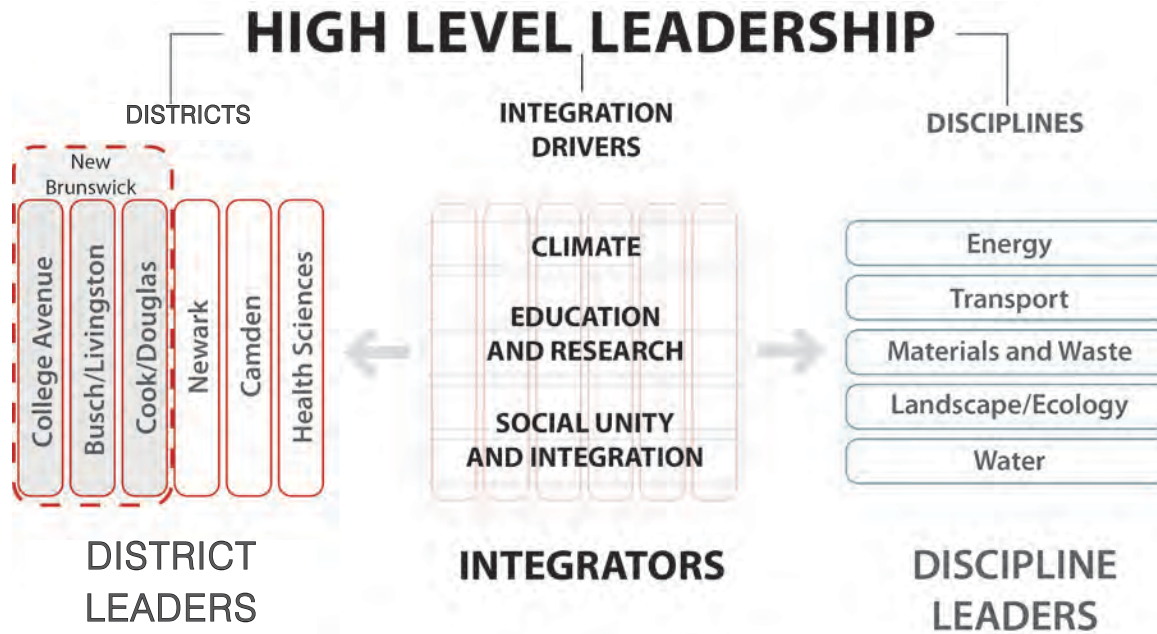 HIGH LEVEL LEADERSHIP
DISTRICTS
New
Brunswick
College Avenue
Busch/Livingston
Cook/Douglas
Newark
Camden
Health Sciences
DISTRICT
LEADERS
INTEGRATION
DRIVERS
CLIMATE
EDUCATION
AND RESEARCH
SOCIAL UNITY
AND INTEGRATION
INTEGRATORS
DISCIPLINES
Energy
Transport
Materials and Waste
Landscape/Ecology
Water
DISCIPLINE
LEADERS